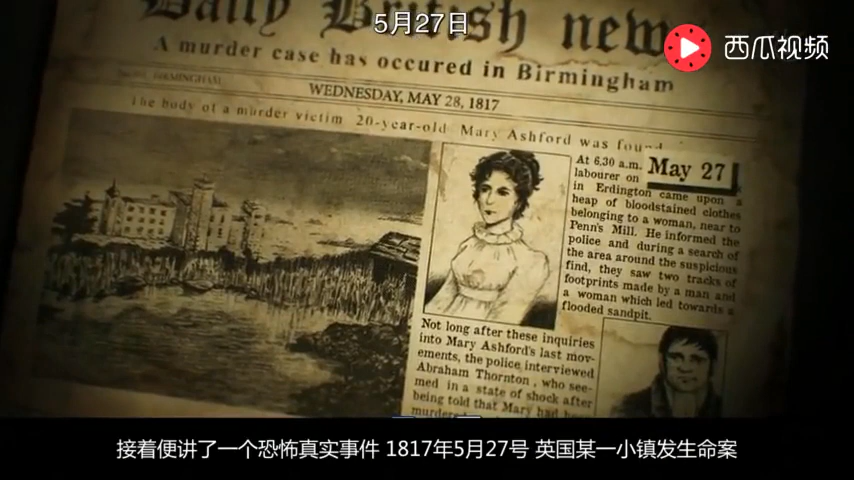 5月27日
西瓜视频
Daily British news
A murder case has occured in Birmingham
WEDNESDAY, MAY 28, 1817
The body of a murder victim 20-year-old Mary Ashford was found
May 27
At 6.30 a.m.
labourer on
in Erdington came upon a
heap of bloodstained clothes
belonging to a woman, near to
Penn's Mill. He informed the
police and during a search of
the area around the suspicious
find, they saw two tracks of
footprints made by a man and
a woman which led towards a
flooded sandpit.
Not long after these inquiries
into Mary Ashford's last mov-
ements, the police interviewed
Abraham Thornton , who see-
med in a state of shock after
being told that Mary had been
接着便讲了一个恐怖真实事件 1817年5月27号 英国某一小镇发生命案